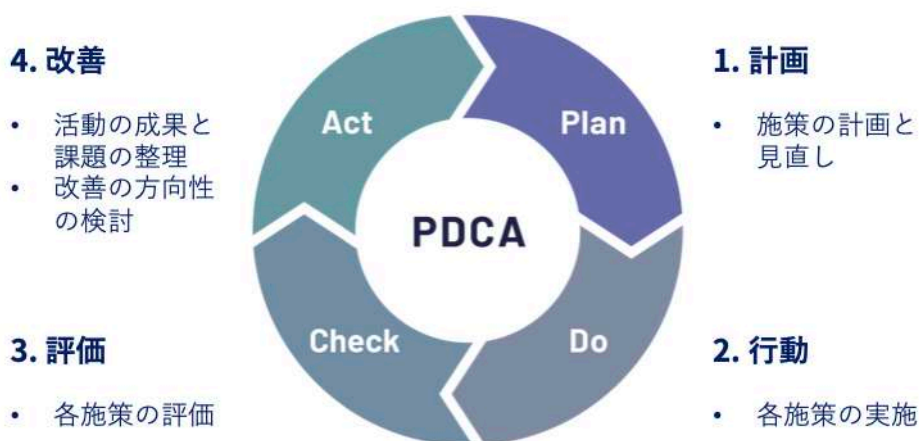 4. 改善
• 活動の成果と
課題の整理
• 改善の方向性
の検討
Act
Plan
1. 計画
• 施策の計画と
見直し
PDCA
3. 評価
• 各施策の評価
Check
Do
2. 行動
• 各施策の実施